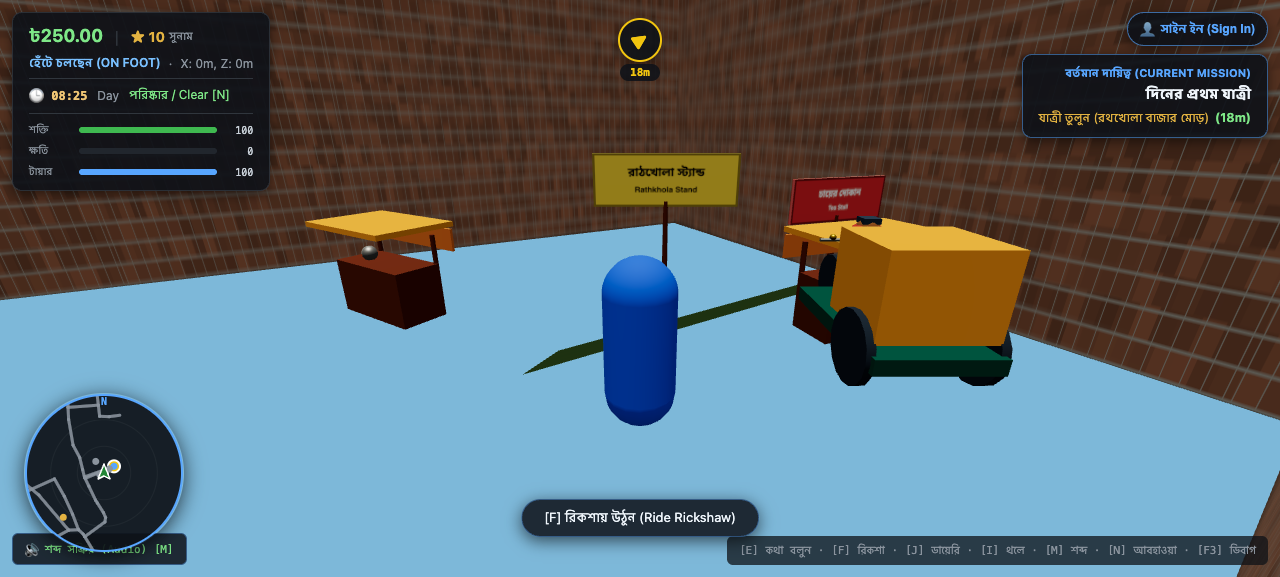 ৳250.00 | ⭐ 10 সুনাম
হেঁটে চলছেন (ON FOOT) · X: 0m, Z: 0m
08:25 Day পরিষ্কার / Clear [N]
শক্তি 100
ক্ষতি 0
টায়ার 100
18m
সাইন ইন (Sign In)
বর্তমান দায়িত্ব (CURRENT MISSION)
দিনের প্রথম যাত্রী
যাত্রী তুলুন (রথখোলা বাজার মোড়) (18m)
রাঠখোলা স্ট্যান্ড
Rathkhola Stand
চায়ের দোকান
Tea Stall
N
[F] রিকশায় উঠুন (Ride Rickshaw)
শব্দ (Audio) [M]
[E] কথা বলুন · [F] রিকশা · [J] ডায়েরি · [I] থলে · [M] শব্দ · [N] আবহাওয়া · [F3] ডিবাগ